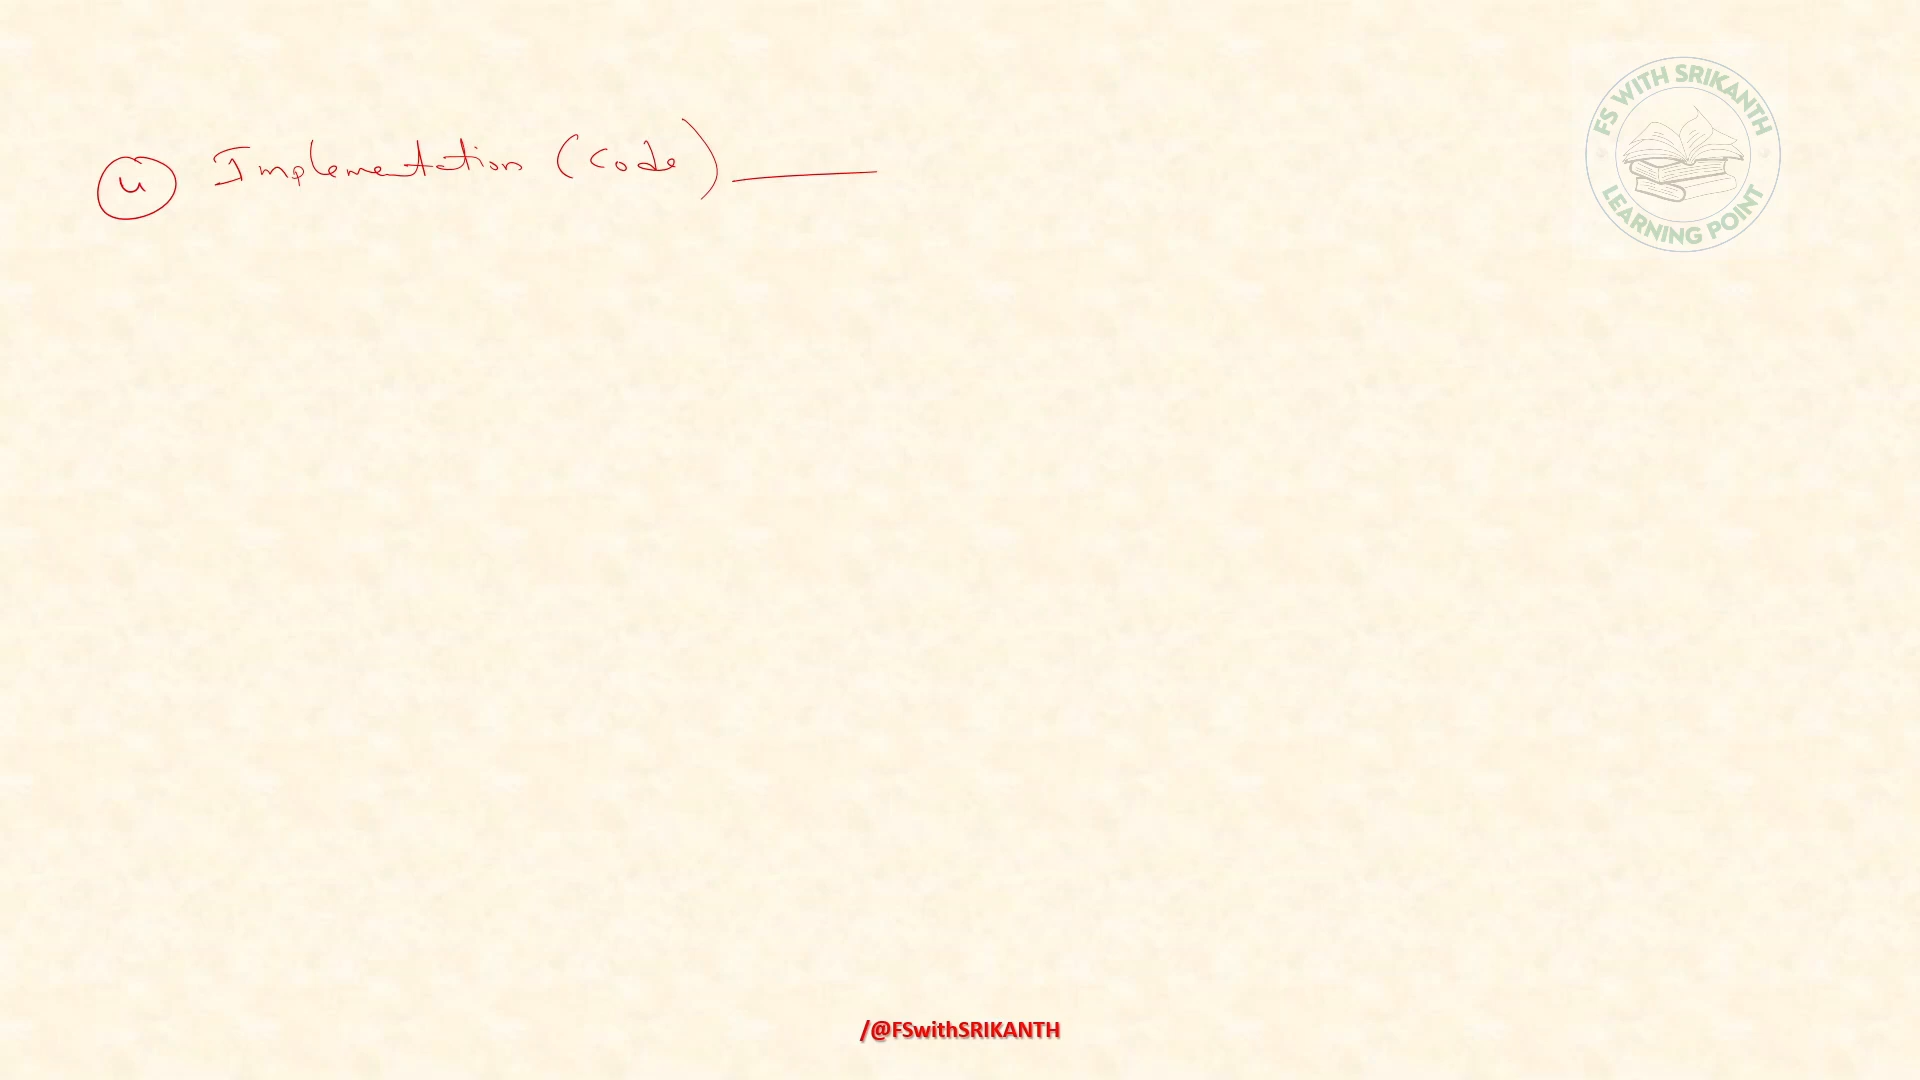 4 Implementation (Code)
FS WITH SRIKANTH
LEARNING POINT
/@FSwithSRIKANTH